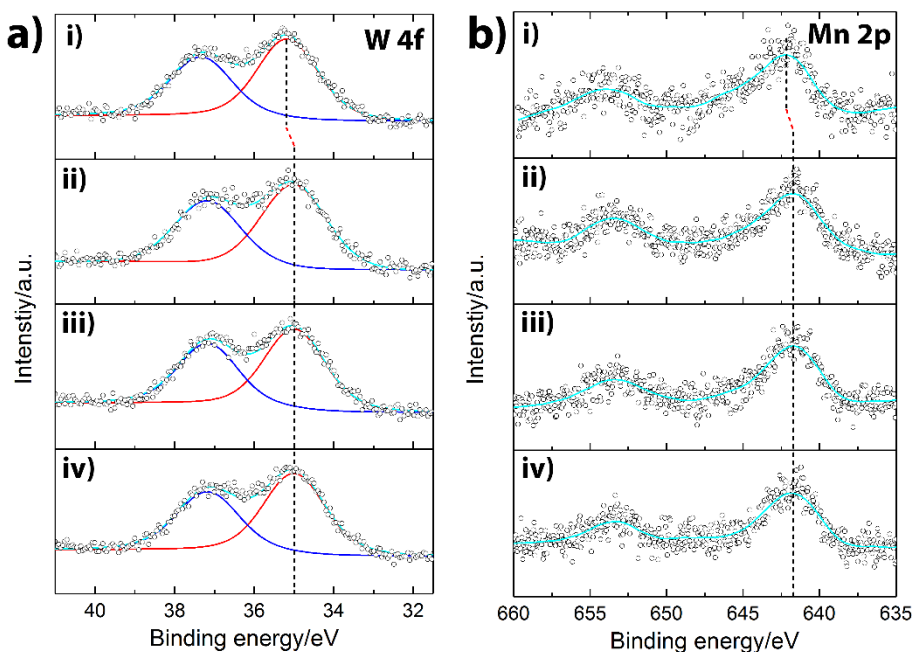 a)
i)
W 4f
ii)
iii)
iv)
Intenstiy/a.u.
40 38 36 34 32
Binding energy/eV
b)
i)
Mn 2p
ii)
iii)
iv)
Intenstiy/a.u.
660 655 650 645 640 635
Binding energy/eV